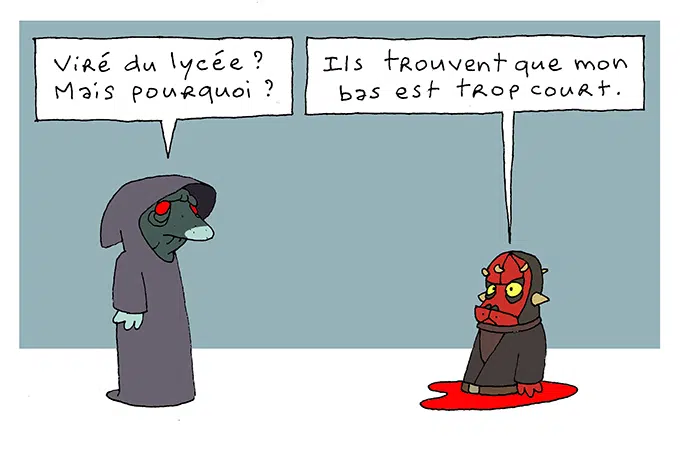 Viré du lycée ?
Mais pourquoi ?
Ils trouvent que mon
bas est trop court.